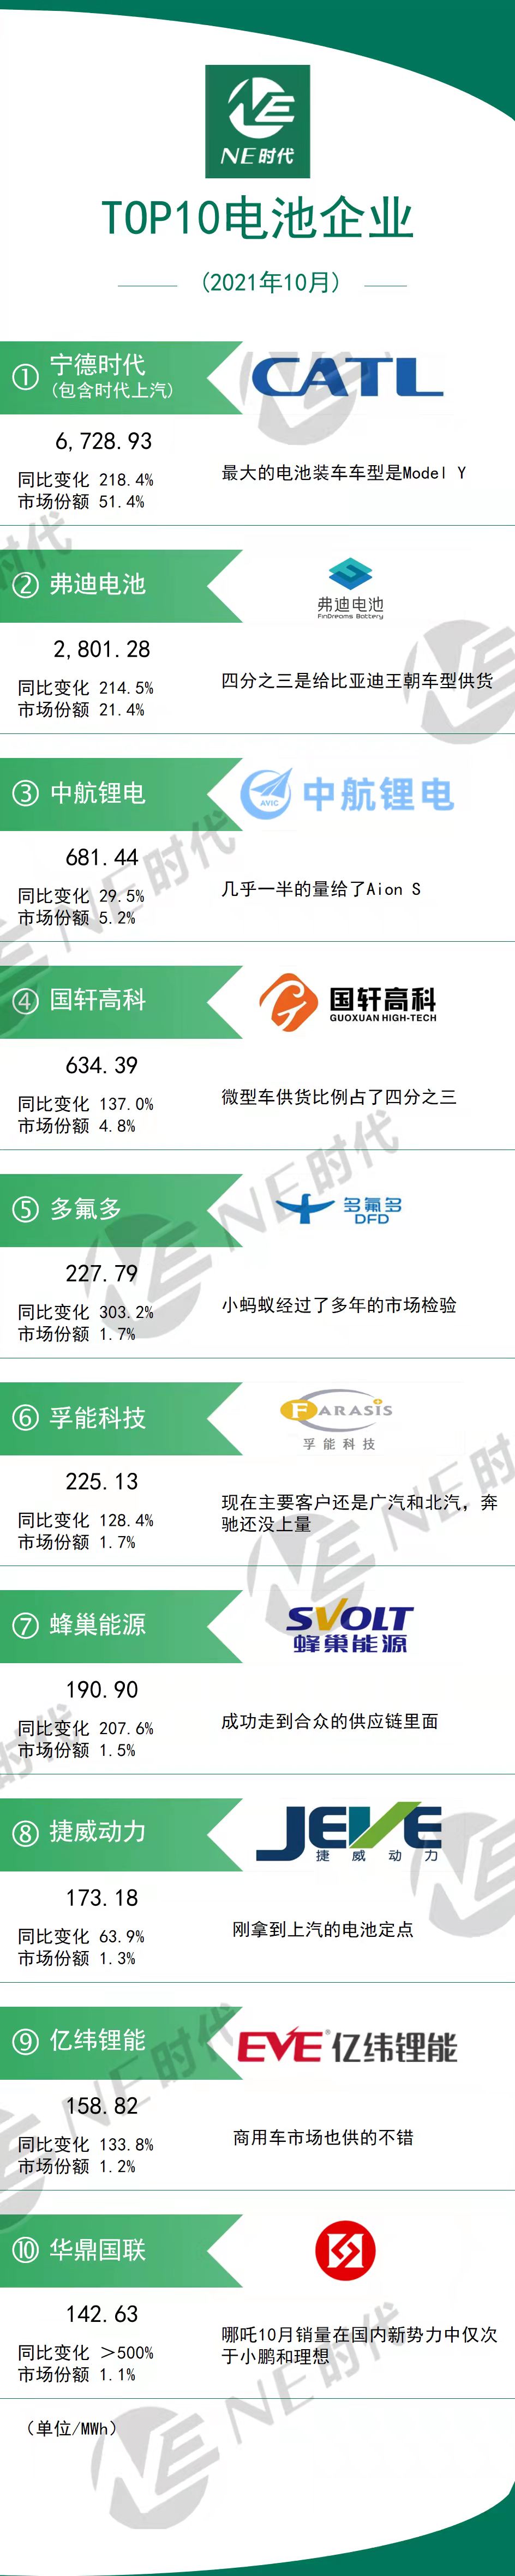 NE时代
TOP10电池企业
(2021年10月)
① 宁德时代
(包含时代上汽)
CATL
6,728.93
同比变化 218.4%
市场份额 51.4%
最大的电池装车车型是Model Y
② 弗迪电池
弗迪电池
FinDreams Battery
2,801.28
同比变化 214.5%
市场份额 21.4%
四分之三是给比亚迪王朝车型供货
③ 中航锂电
AVIC
中航锂电
681.44
同比变化 29.5%
市场份额 5.2%
几乎一半的量给了Aion S
④ 国轩高科
国轩高科
GUOXUAN HIGH-TECH
634.39
同比变化 137.0%
市场份额 4.8%
微型车供货比例占了四分之三
⑤ 多氟多
多氟多
DFD
227.79
同比变化 303.2%
市场份额 1.7%
小蚂蚁经过了多年的市场检验
⑥ 孚能科技
FARASIS
孚能科技
225.13
同比变化 128.4%
市场份额 1.7%
现在主要客户还是广汽和北汽，奔
驰还没上量
⑦ 蜂巢能源
SVOLT
蜂巢能源
190.90
同比变化 207.6%
市场份额 1.5%
成功走到合众的供应链里面
⑧ 捷威动力
JEVE
捷威动力
173.18
同比变化 63.9%
市场份额 1.3%
刚拿到上汽的电池定点
⑨ 亿纬锂能
EVE®亿纬锂能
158.82
同比变化 133.8%
市场份额 1.2%
商用车市场也供的不错
⑩ 华鼎国联
142.63
同比变化 ＞500%
市场份额 1.1%
哪吒10月销量在国内新势力中仅次
于小鹏和理想
（单位/MWh）